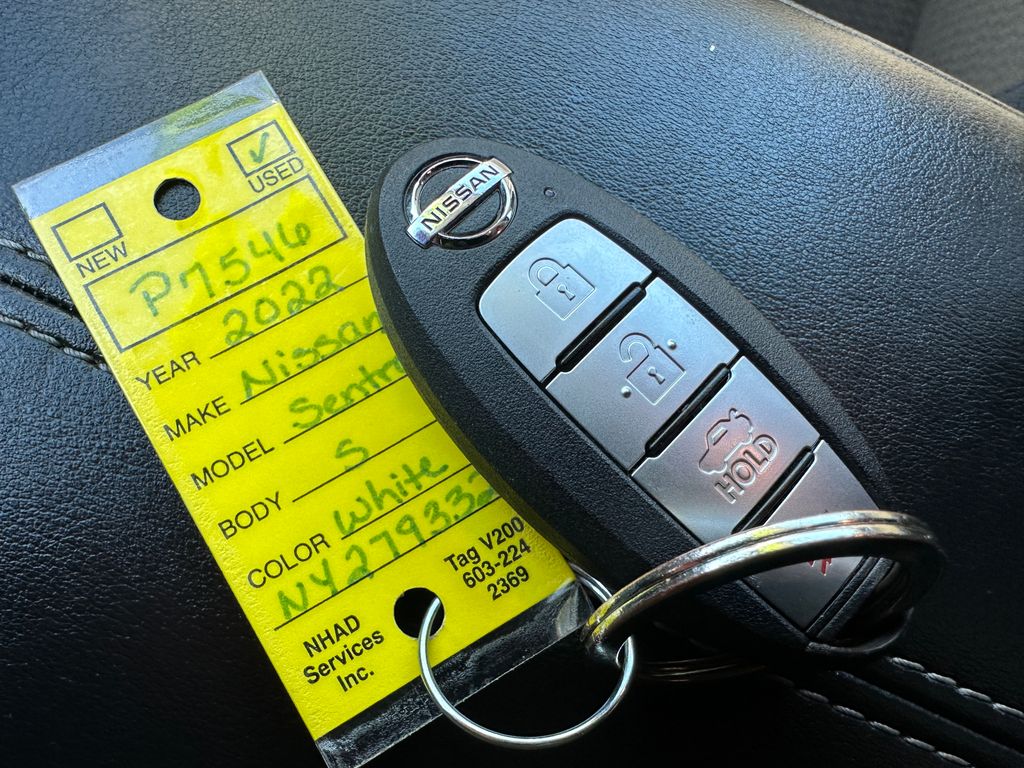 USED
NEW
P7546
YEAR 2022
MAKE Nissan
MODEL Sentr
BODY S
COLOR White
NY279332
NHAD
Services
Inc.
Tag V200
603-224
2369
NISSAN
HOLD